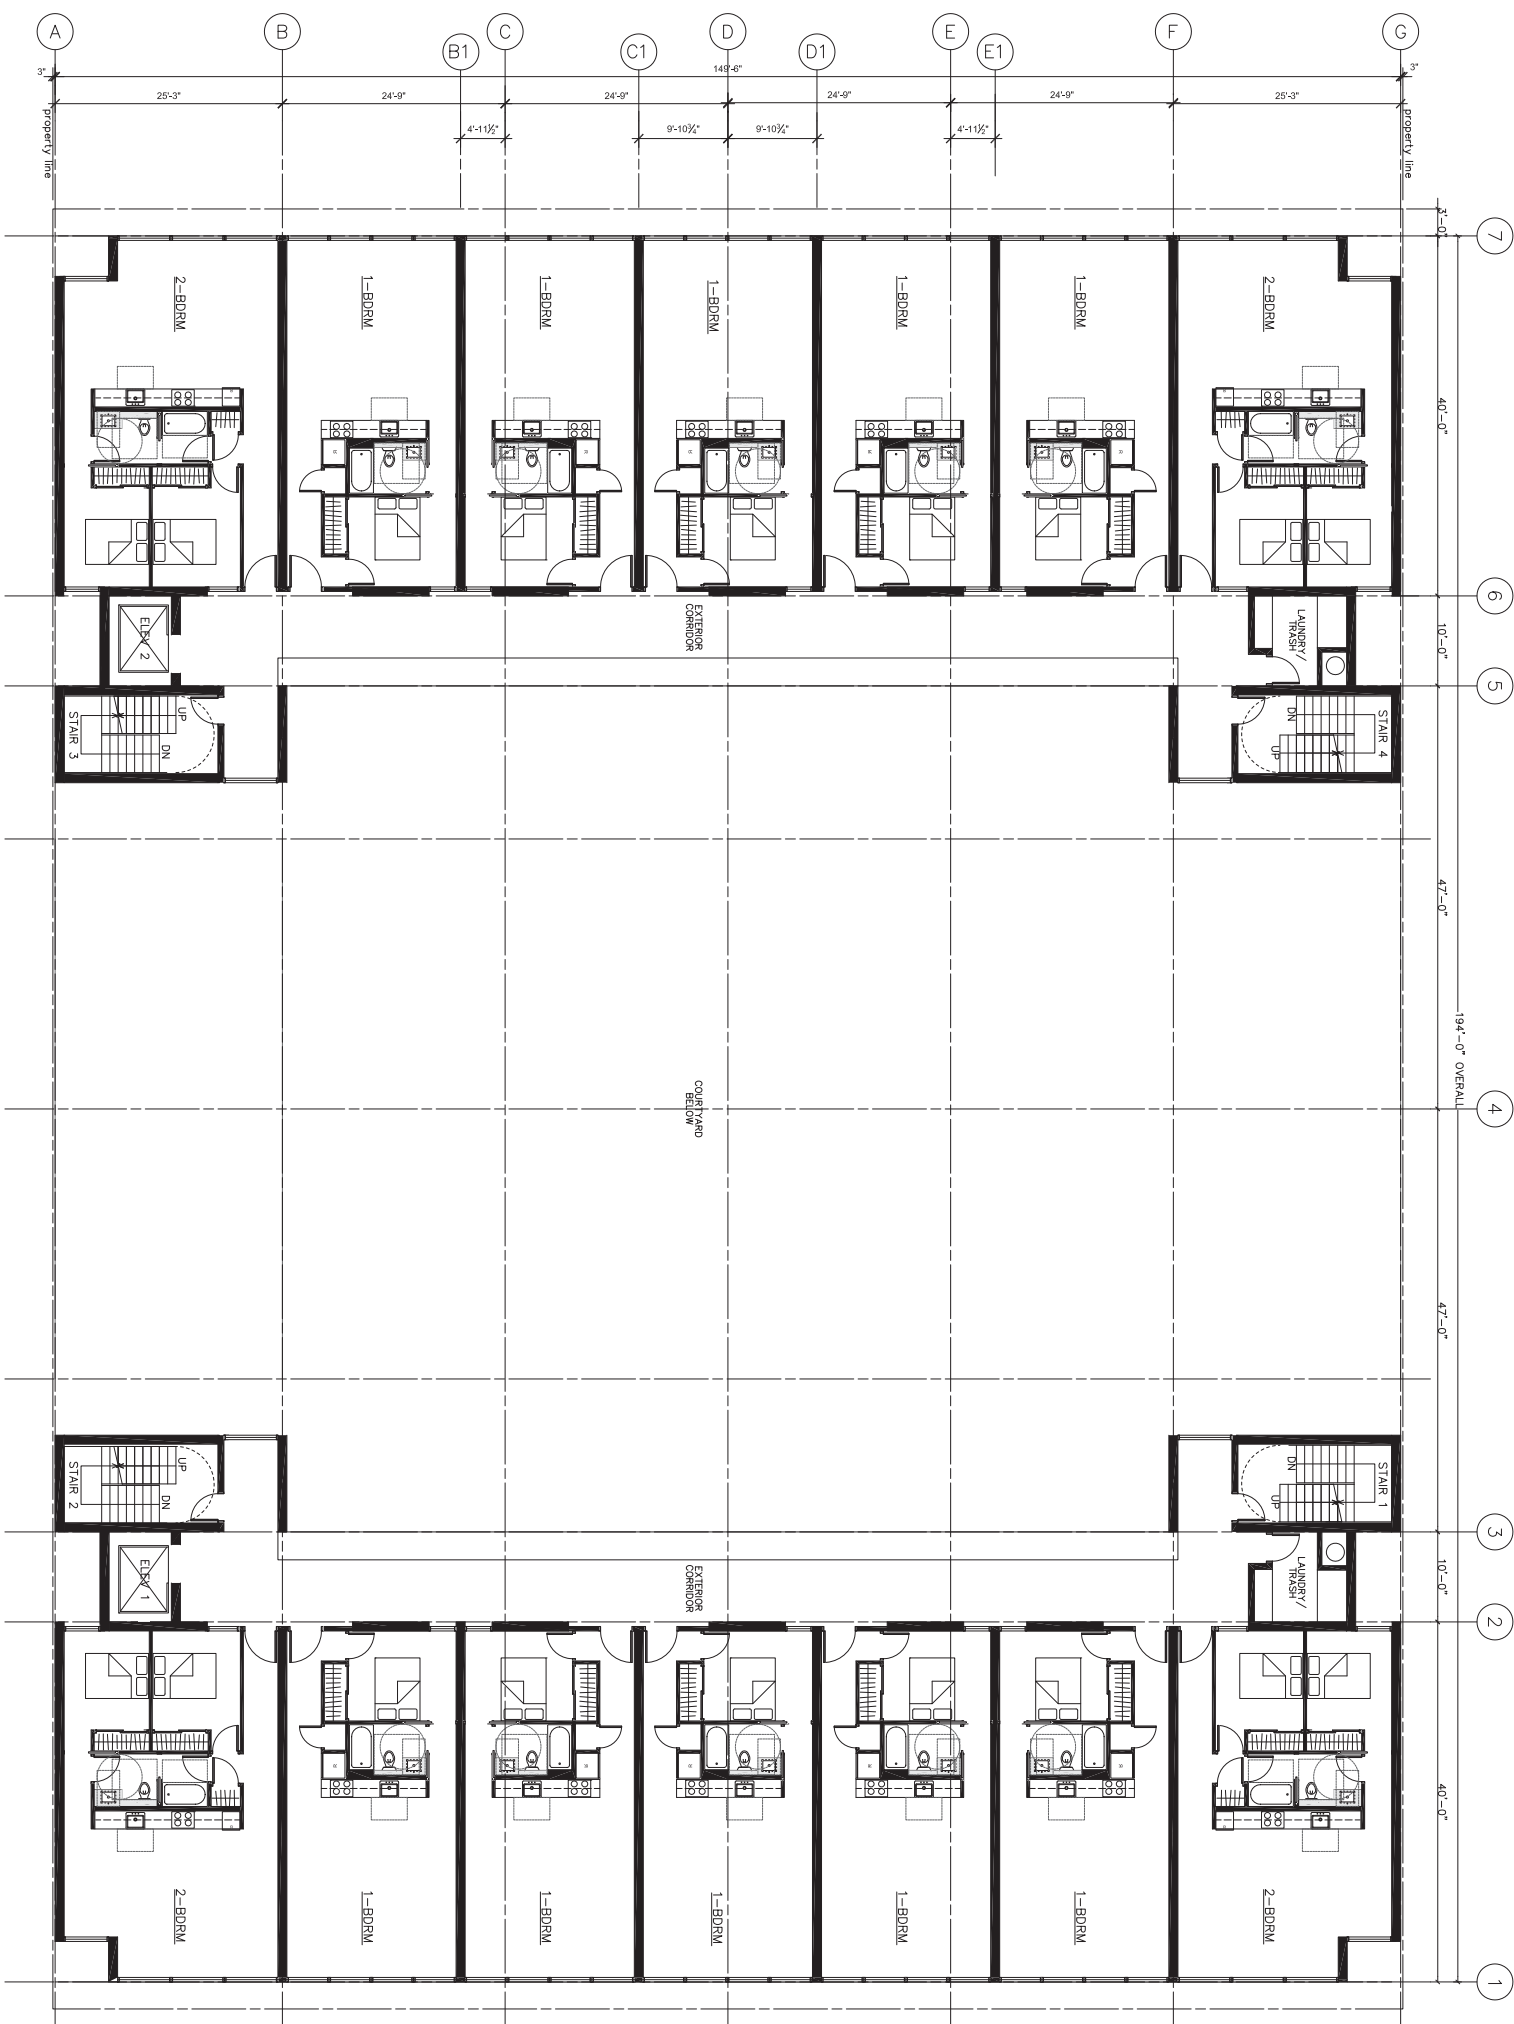 A
B
B1
C
C1
D
D1
E
E1
F
G
149'-6"
3"
3"
25'-3"
24'-9"
24'-9"
24'-9"
24'-9"
25'-3"
4'-11½"
9'-10¾"
9'-10¾"
4'-11½"
property line
property line
3'-0"
7
2-BDRM
1-BDRM
1-BDRM
1-BDRM
1-BDRM
1-BDRM
2-BDRM
40'-0"
6
ELEV 2
EXTERIOR
CORRIDOR
LAUNDRY/
TRASH
10'-0"
5
STAIR 3
UP
DN
STAIR 4
DN
UP
47'-0"
194'-0" OVERALL
4
COURTYARD
BELOW
47'-0"
STAIR 2
UP
DN
STAIR 1
DN
UP
3
ELEV 1
EXTERIOR
CORRIDOR
LAUNDRY/
TRASH
10'-0"
2
40'-0"
2-BDRM
1-BDRM
1-BDRM
1-BDRM
1-BDRM
1-BDRM
2-BDRM
1